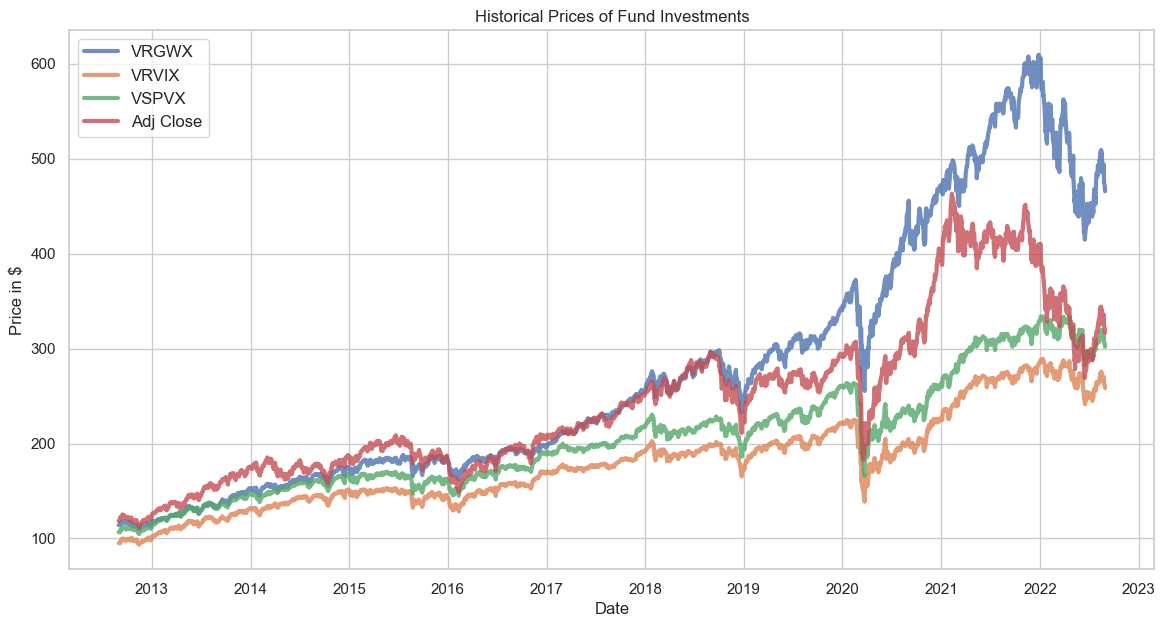 Historical Prices of Fund Investments
VRGWX
VRVIX
VSPVX
Adj Close
Price in $
600
500
400
300
200
100
2013 2014 2015 2016 2017 2018 2019 2020 2021 2022 2023
Date